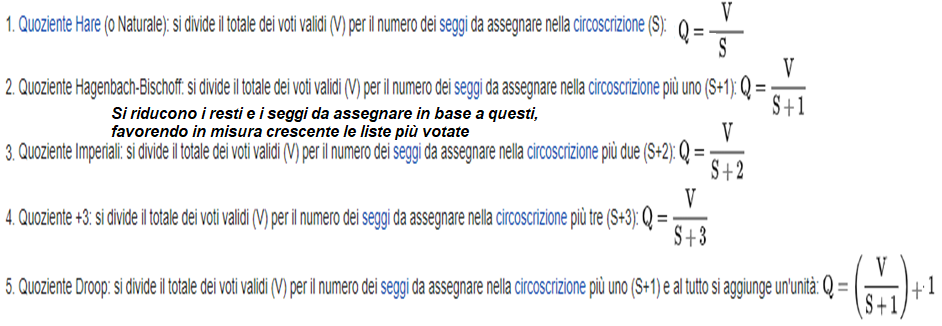 1. Quoziente Hare (o Naturale): si divide il totale dei voti validi (V) per il numero dei seggi da assegnare nella circoscrizione (S): Q = V/S
2. Quoziente Hagenbach-Bischoff: si divide il totale dei voti validi (V) per il numero dei seggi da assegnare nella circoscrizione più uno (S+1): Q = V/(S+1)
Si riducono i resti e i seggi da assegnare in base a questi,
favorendo in misura crescente le liste più votate
3. Quoziente Imperiali: si divide il totale dei voti validi (V) per il numero dei seggi da assegnare nella circoscrizione più due (S+2): Q = V/(S+2)
4. Quoziente +3: si divide il totale dei voti validi (V) per il numero dei seggi da assegnare nella circoscrizione più tre (S+3): Q = V/(S+3)
5. Quoziente Droop: si divide il totale dei voti validi (V) per il numero dei seggi da assegnare nella circoscrizione più uno (S+1) e al tutto si aggiunge un'unità: Q = (V/(S+1)) + 1